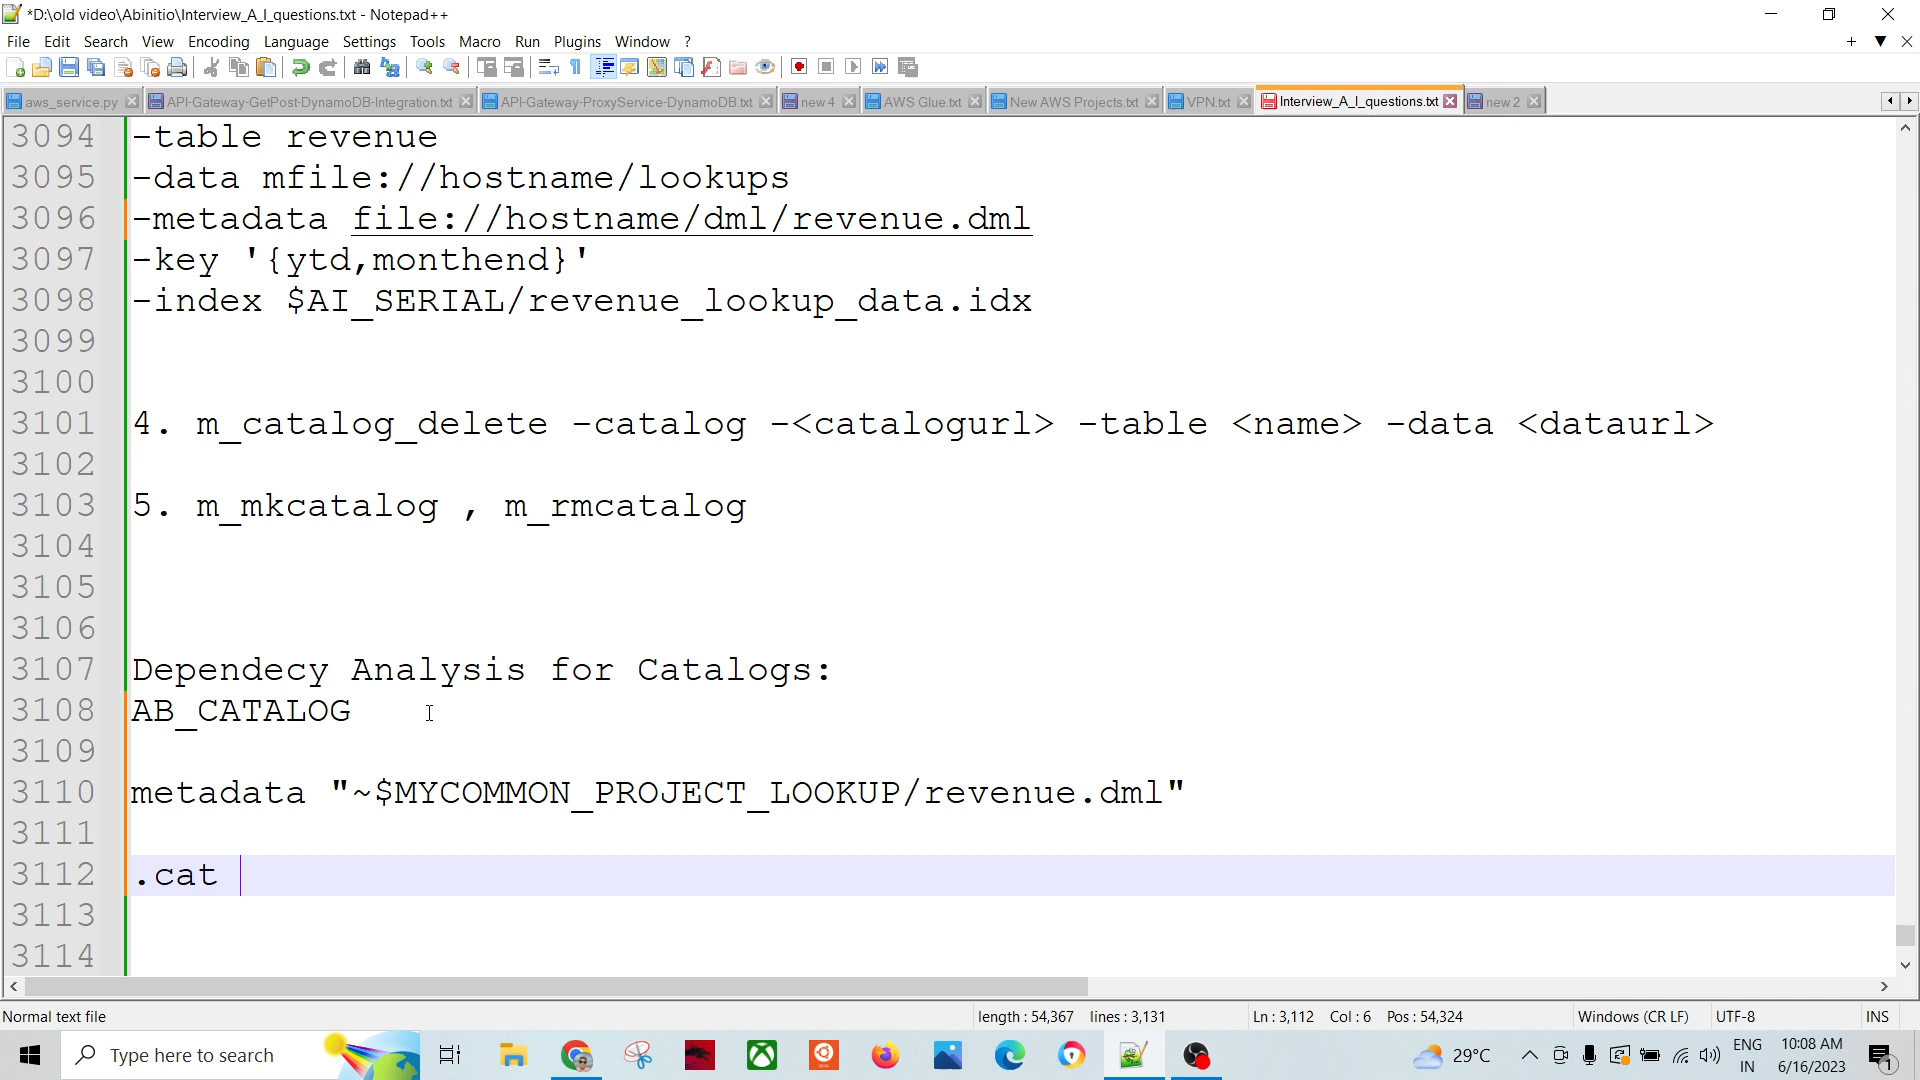 *D:\old video\Abinitio\Interview_A_I_questions.txt - Notepad++
File Edit Search View Encoding Language Settings Tools Macro Run Plugins Window ?
aws_service.py API-Gateway-GetPost-DynamoDB-Integration.txt API-Gateway-ProxyService-DynamoDB.txt new 4 AWS Glue.txt New AWS Projects.txt VPN.txt Interview_A_I_questions.txt new 2
3094 -table revenue
3095 -data mfile://hostname/lookups
3096 -metadata file://hostname/dml/revenue.dml
3097 -key '{ytd,monthend}'
3098 -index $AI_SERIAL/revenue_lookup_data.idx
3099
3100
3101 4. m_catalog_delete -catalog -<catalogurl> -table <name> -data <dataurl>
3102
3103 5. m_mkcatalog , m_rmcatalog
3104
3105
3106
3107 Dependecy Analysis for Catalogs:
3108 AB_CATALOG
3109
3110 metadata "~$MYCOMMON_PROJECT_LOOKUP/revenue.dml"
3111
3112 .cat
3113
3114
Normal text file length : 54,367 lines : 3,131 Ln : 3,112 Col : 6 Pos : 54,324 Windows (CR LF) UTF-8 INS
Type here to search 29°C ENG IN 10:08 AM 6/16/2023 1